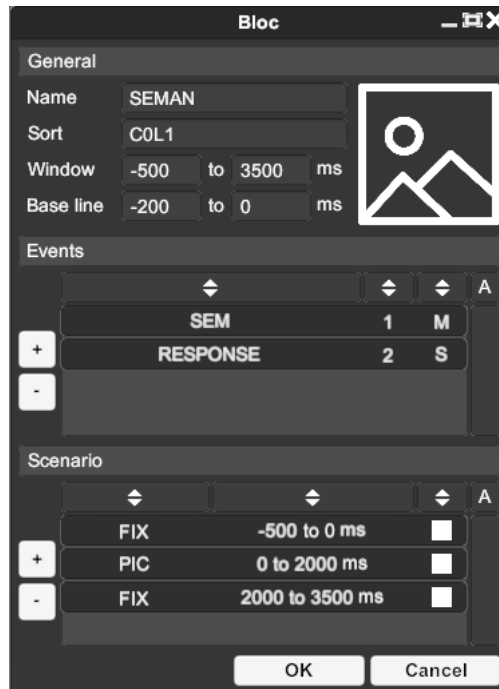 Bloc
General
Name SEMAN
Sort C0L1
Window -500 to 3500 ms
Base line -200 to 0 ms
Events
A
SEM 1 M
+
RESPONSE 2 S
-
Scenario
A
FIX -500 to 0 ms
+
PIC 0 to 2000 ms
-
FIX 2000 to 3500 ms
OK Cancel